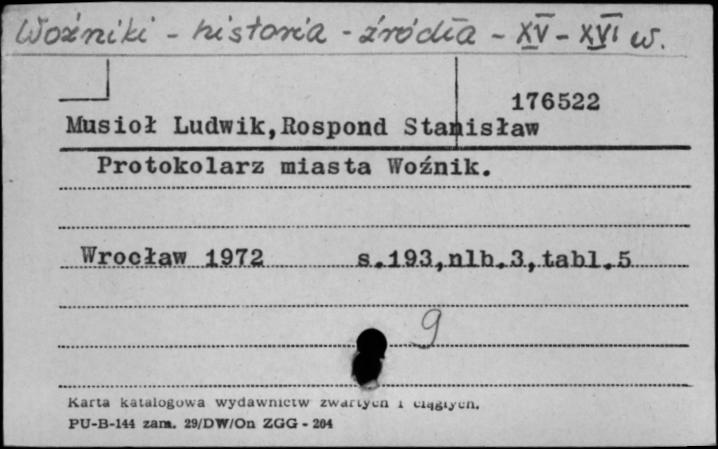 Woźniki - historia - źródła - XV - XVI w.
176522
Musioł Ludwik,Rospond Stanisław
Protokolarz miasta Woźnik.
Wrocław 1972 s.193,nlb.3,tabl.5
9
Karta katalogowa wydawnictw zwartych i ciągłych.
PU-B-144 zam. 29/DW/On ZGG - 204